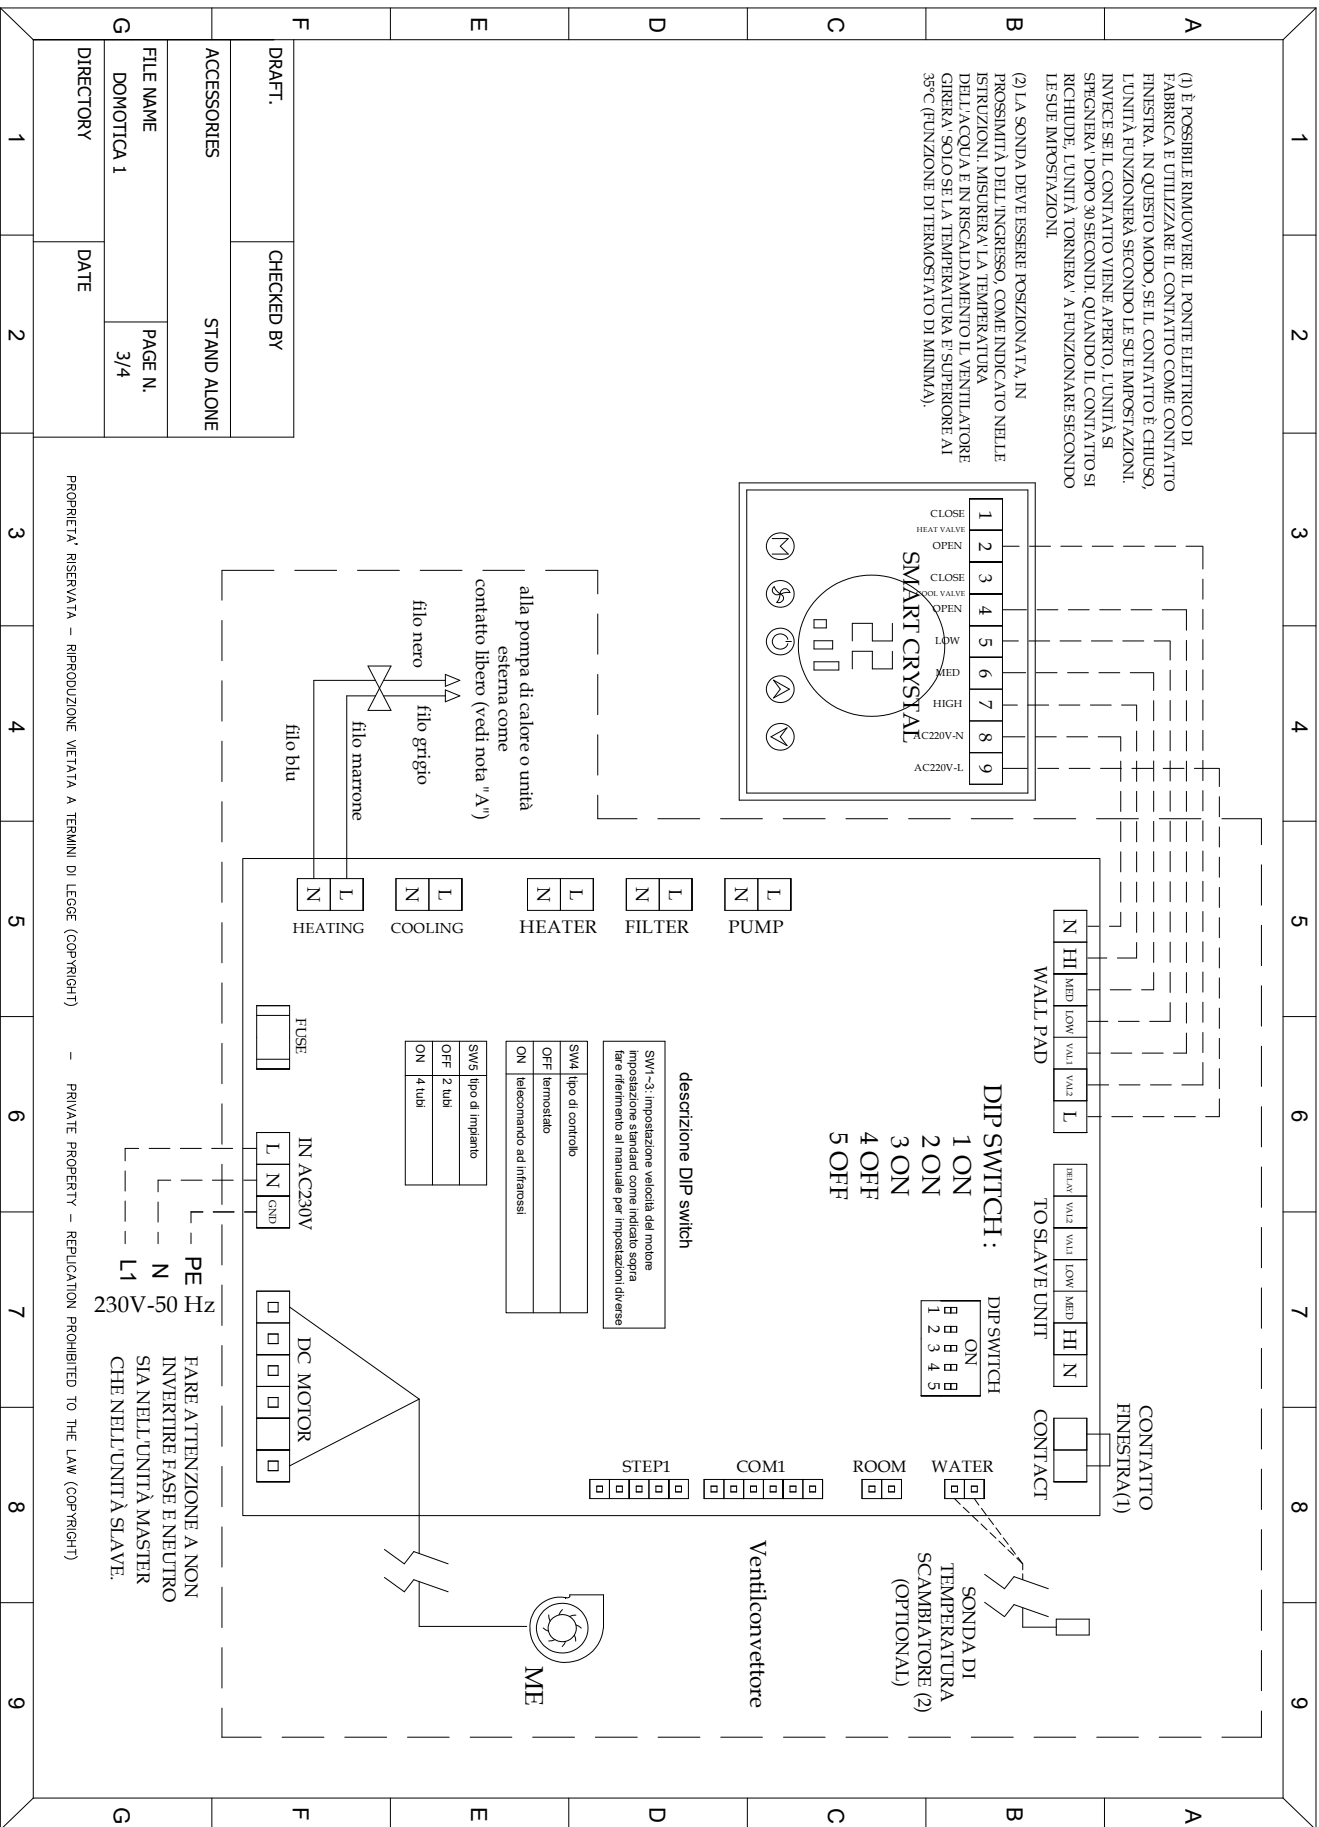 1
2
3
4
5
6
7
8
9
A
B
C
D
E
F
G
(1) È POSSIBILE RIMUOVERE IL PONTE ELETTRICO DI
FABBRICA E UTILIZZARE IL CONTATTO COME CONTATTO
FINESTRA. IN QUESTO MODO, SE IL CONTATTO È CHIUSO,
L'UNITÀ FUNZIONERÀ SECONDO LE SUE IMPOSTAZIONI.
INVECE SE IL CONTATTO VIENE APERTO, L'UNITÀ SI
SPEGNERA' DOPO 30 SECONDI. QUANDO IL CONTATTO SI
RICHIUDE, L'UNITÀ TORNERA' A FUNZIONARE SECONDO
LE SUE IMPOSTAZIONI.
(2) LA SONDA DEVE ESSERE POSIZIONATA, IN
PROSSIMITÀ DELL'INGRESSO, COME INDICATO NELLE
ISTRUZIONI. MISURERA' LA TEMPERATURA
DELL'ACQUA E IN RISCALDAMENTO IL VENTILATORE
GIRERA' SOLO SE LA TEMPERATURA E' SUPERIORE AI
35°C (FUNZIONE DI TERMOSTATO DI MINIMA).
1 2 3 4 5 6 7 8 9
CLOSE
HEAT VALVE
OPEN
CLOSE
COOL VALVE
OPEN
LOW
MED
HIGH
AC220V-N
AC220V-L
SMART CRYSTAL
22
M
N HI MED LOW VAL1 VAL2 L
WALL PAD
DELAY VAL2 VAL1 LOW MED HI N
TO SLAVE UNIT
CONTATTO
FINESTRA(1)
CONTACT
DIP SWITCH :
1 ON
2 ON
3 ON
4 OFF
5 OFF
DIP SWITCH
ON
1 2 3 4 5
WATER
ROOM
COM1
STEP1
SONDA DI
TEMPERATURA
SCAMBIATORE (2)
(OPTIONAL)
Ventilconvettore
ME
L
N
PUMP
L
N
FILTER
L
N
HEATER
L
N
COOLING
L
N
HEATING
descrizione DIP switch
SW1~3: impostazione velocità del motore
impostazione standard come indicato sopra
fare riferimento al manuale per impostazioni diverse
SW4 tipo di controllo
OFF termostato
ON telecomando ad infrarossi
SW5 tipo di impianto
OFF 2 tubi
ON 4 tubi
alla pompa di calore o unità
esterna come
contatto libero (vedi nota "A")
filo nero
filo grigio
filo marrone
filo blu
FUSE
IN AC230V
L N GND
DC MOTOR
PE
N
L1
230V-50 Hz
FARE ATTENZIONE A NON
INVERTIRE FASE E NEUTRO
SIA NELL'UNITÀ MASTER
CHE NELL'UNITÀ SLAVE.
DRAFT.
CHECKED BY
ACCESSORIES
STAND ALONE
FILE NAME
DOMOTICA 1
PAGE N.
3/4
DIRECTORY
DATE
PROPRIETA' RISERVATA – RIPRODUZIONE VIETATA A TERMINI DI LEGGE (COPYRIGHT) – PRIVATE PROPERTY – REPLICATION PROHIBITED TO THE LAW (COPYRIGHT)
1
2
3
4
5
6
7
8
9
A
B
C
D
E
F
G